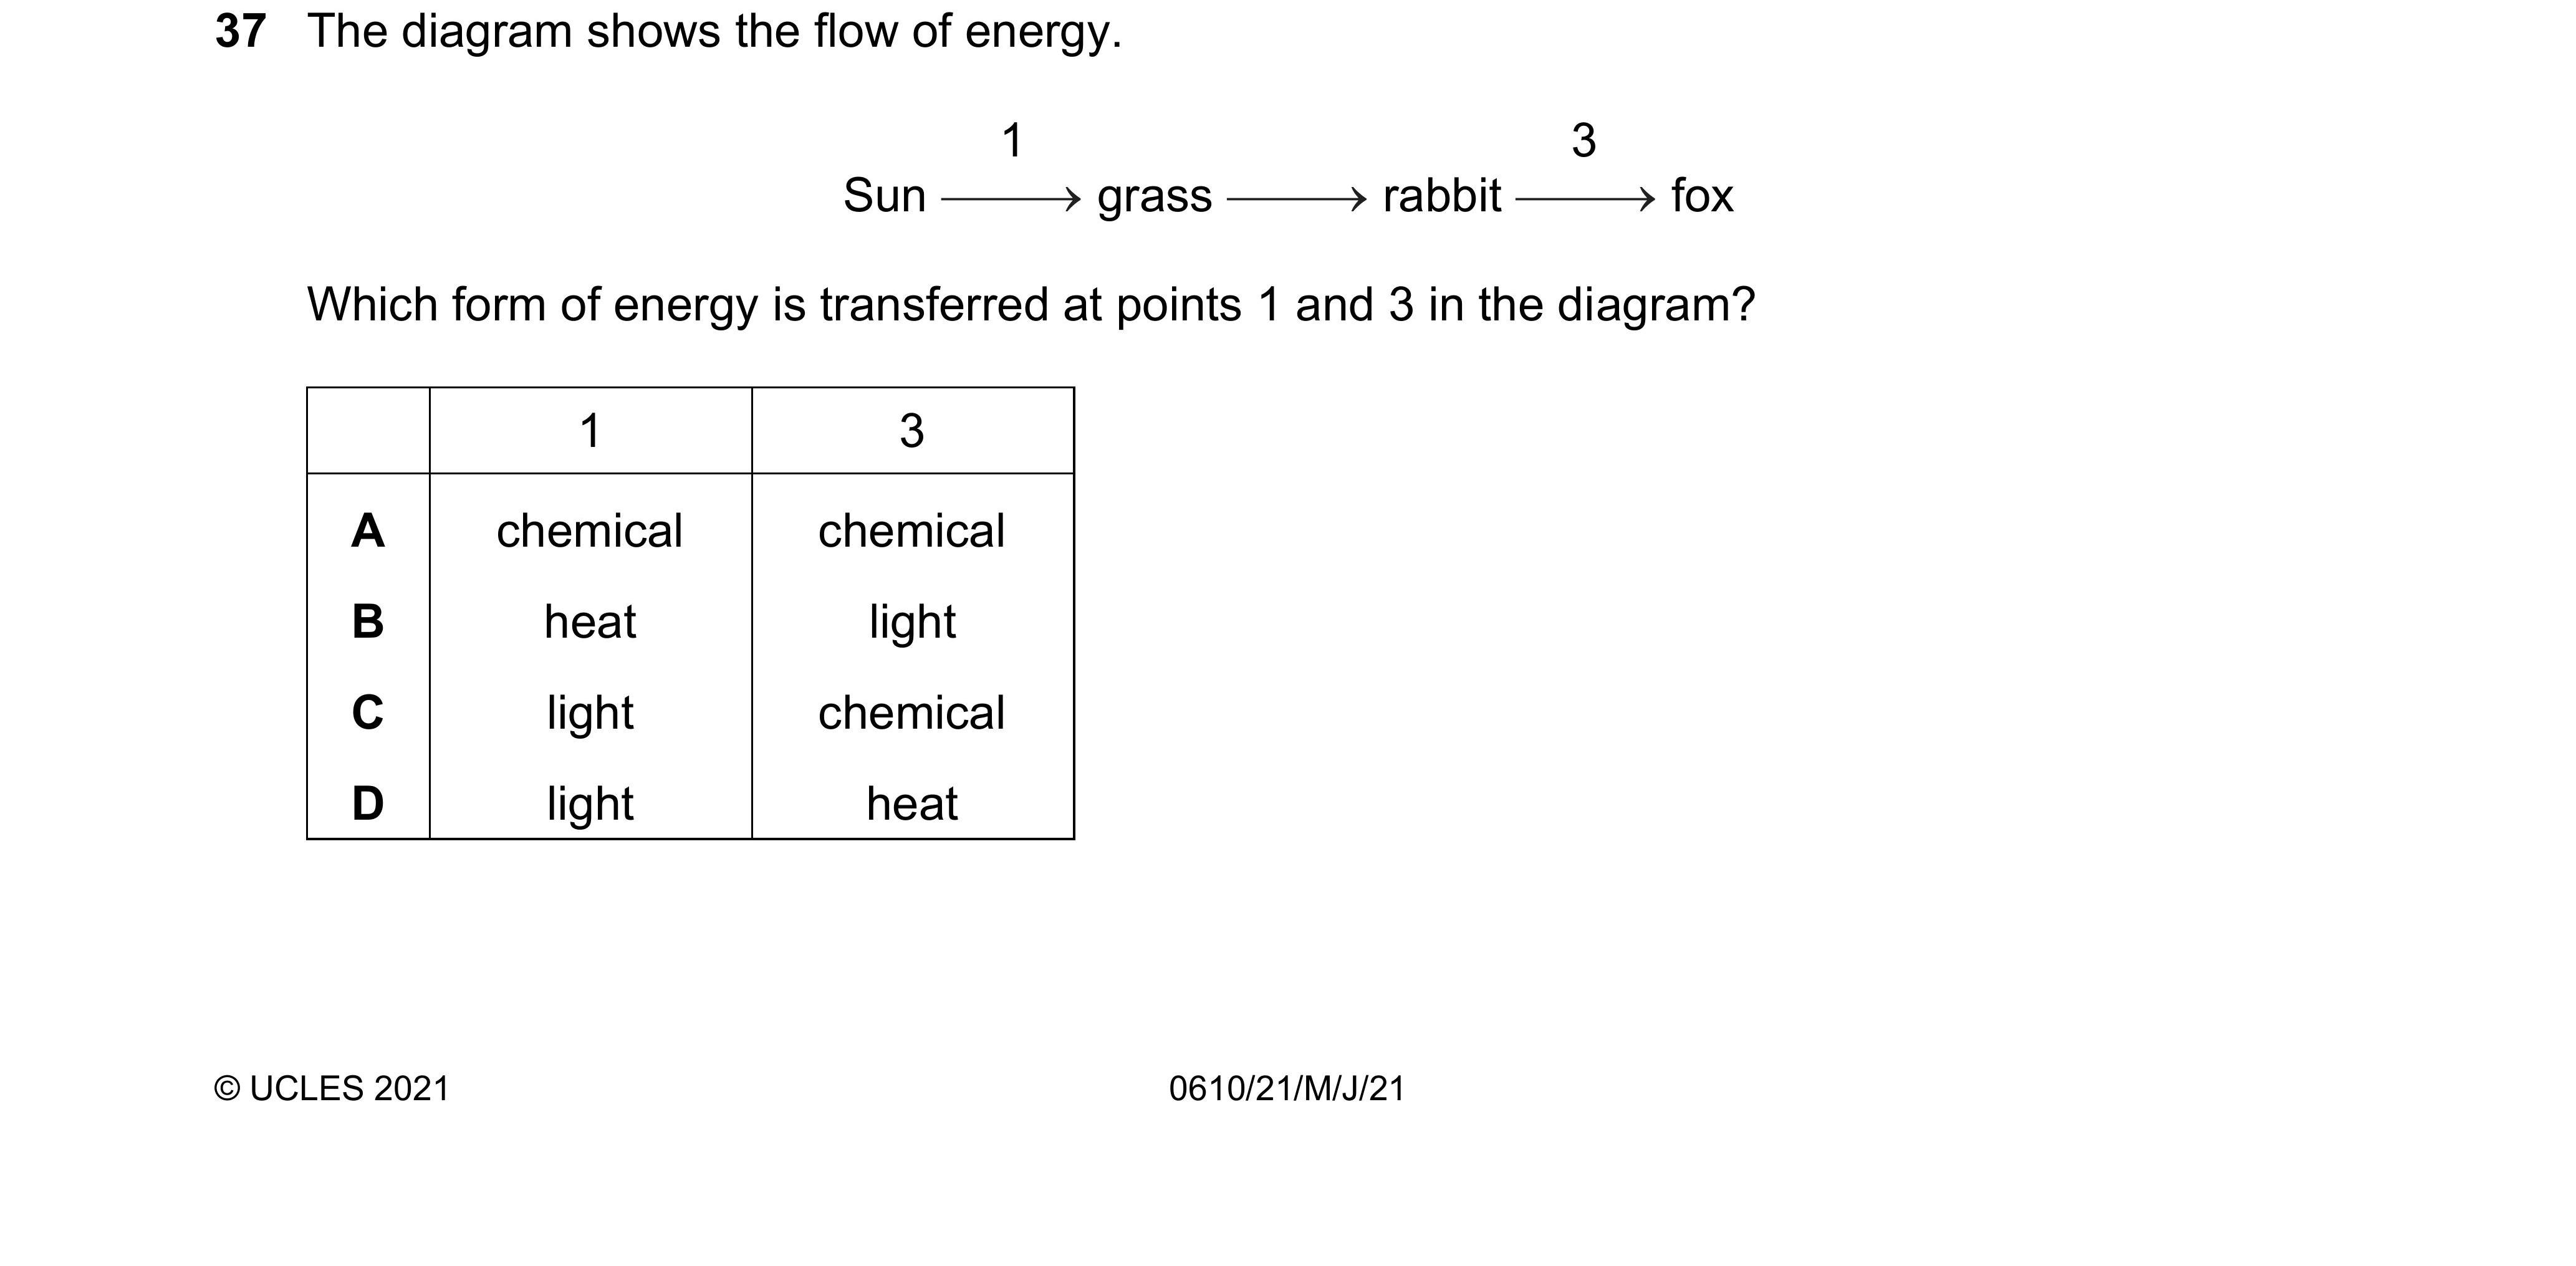 37 The diagram shows the flow of energy.
1 3
Sun → grass → rabbit → fox
Which form of energy is transferred at points 1 and 3 in the diagram?
1 3
A chemical chemical
B heat light
C light chemical
D light heat
© UCLES 2021 0610/21/M/J/21